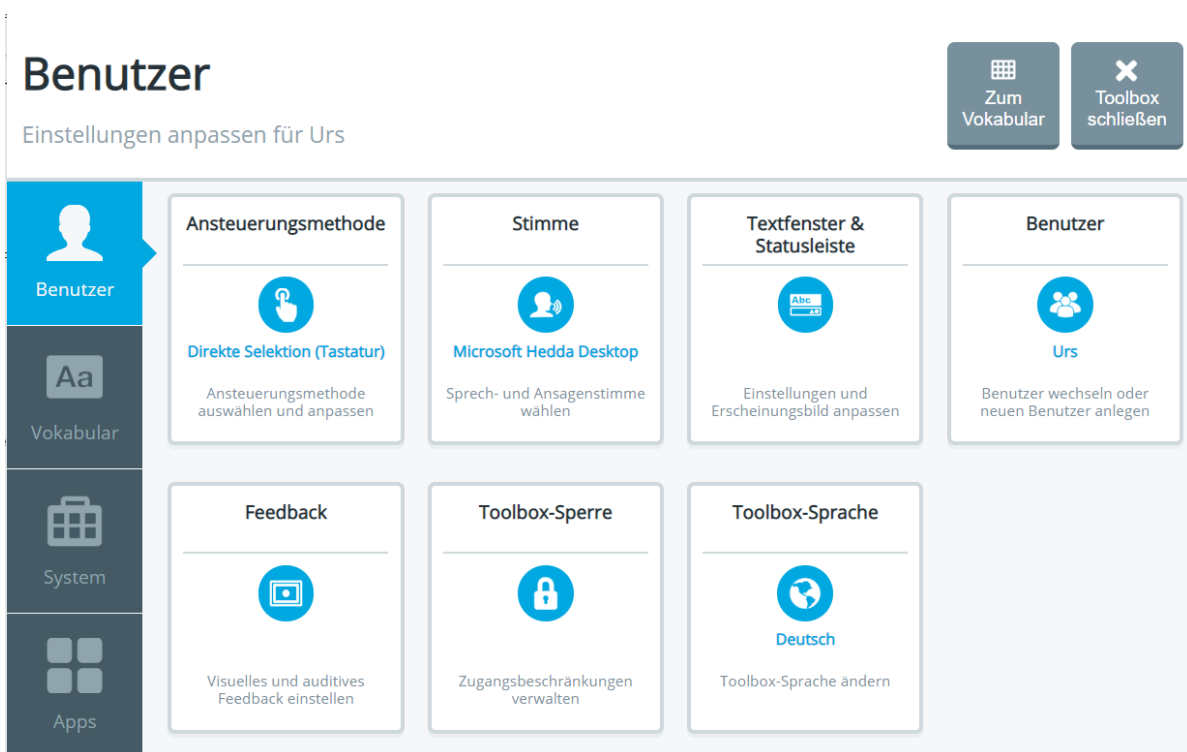 Benutzer
Einstellungen anpassen für Urs
Zum
Vokabular
Toolbox
schließen
Benutzer
Vokabular
System
Apps
Ansteuerungsmethode
Direkte Selektion (Tastatur)
Ansteuerungsmethode
auswählen und anpassen
Stimme
Microsoft Hedda Desktop
Sprech- und Ansagenstimme
wählen
Textfenster &
Statusleiste
Abc
Einstellungen und
Erscheinungsbild anpassen
Benutzer
Urs
Benutzer wechseln oder
neuen Benutzer anlegen
Feedback
Visuelles und auditives
Feedback einstellen
Toolbox-Sperre
Zugangsbeschränkungen
verwalten
Toolbox-Sprache
Deutsch
Toolbox-Sprache ändern
Aa